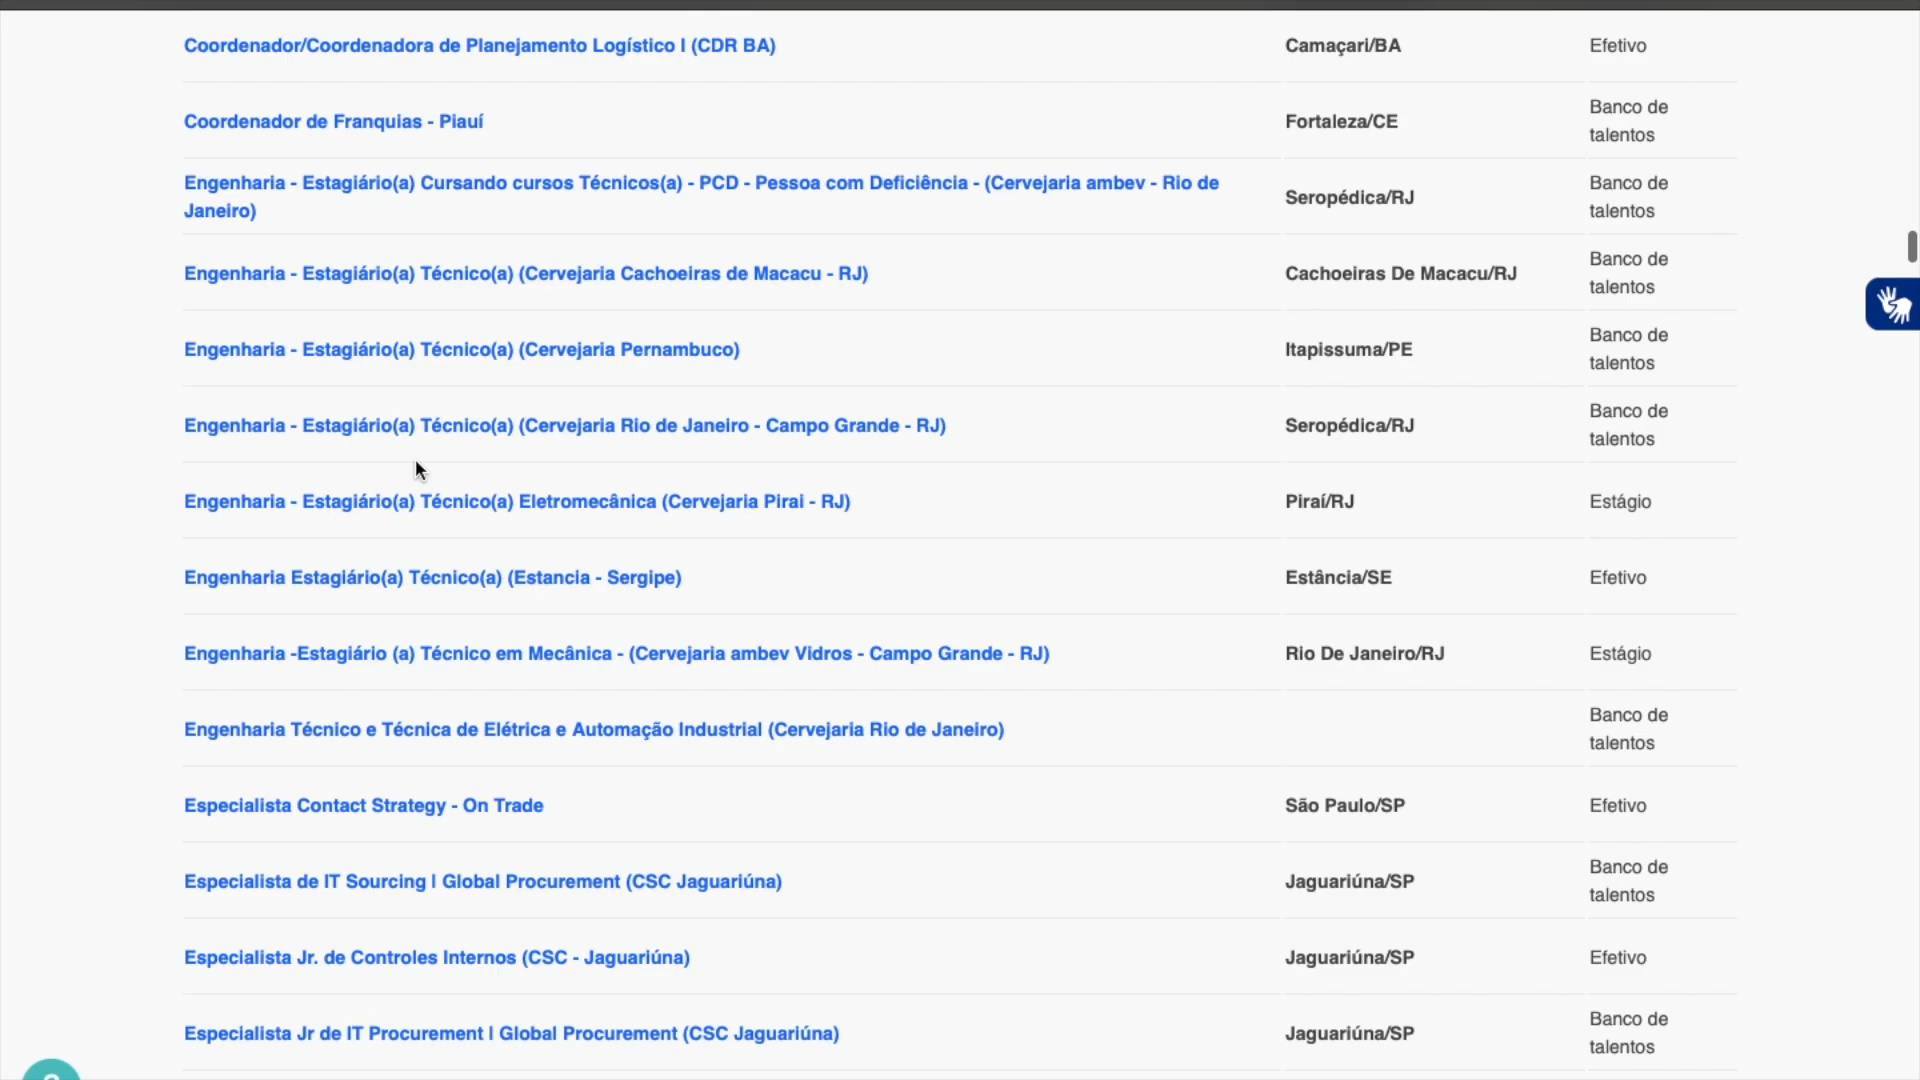 Coordenador/Coordenadora de Planejamento Logístico I (CDR BA) Camaçari/BA Efetivo
Coordenador de Franquias - Piauí Fortaleza/CE Banco de
talentos
Engenharia - Estagiário(a) Cursando cursos Técnicos(a) - PCD - Pessoa com Deficiência - (Cervejaria ambev - Rio de
Janeiro) Seropédica/RJ Banco de
talentos
Engenharia - Estagiário(a) Técnico(a) (Cervejaria Cachoeiras de Macacu - RJ) Cachoeiras De Macacu/RJ Banco de
talentos
Engenharia - Estagiário(a) Técnico(a) (Cervejaria Pernambuco) Itapissuma/PE Banco de
talentos
Engenharia - Estagiário(a) Técnico(a) (Cervejaria Rio de Janeiro - Campo Grande - RJ) Seropédica/RJ Banco de
talentos
Engenharia - Estagiário(a) Técnico(a) Eletromecânica (Cervejaria Pirai - RJ) Piraí/RJ Estágio
Engenharia Estagiário(a) Técnico(a) (Estancia - Sergipe) Estância/SE Efetivo
Engenharia -Estagiário (a) Técnico em Mecânica - (Cervejaria ambev Vidros - Campo Grande - RJ) Rio De Janeiro/RJ Estágio
Engenharia Técnico e Técnica de Elétrica e Automação Industrial (Cervejaria Rio de Janeiro) Banco de
talentos
Especialista Contact Strategy - On Trade São Paulo/SP Efetivo
Especialista de IT Sourcing | Global Procurement (CSC Jaguariúna) Jaguariúna/SP Banco de
talentos
Especialista Jr. de Controles Internos (CSC - Jaguariúna) Jaguariúna/SP Efetivo
Especialista Jr de IT Procurement | Global Procurement (CSC Jaguariúna) Jaguariúna/SP Banco de
talentos